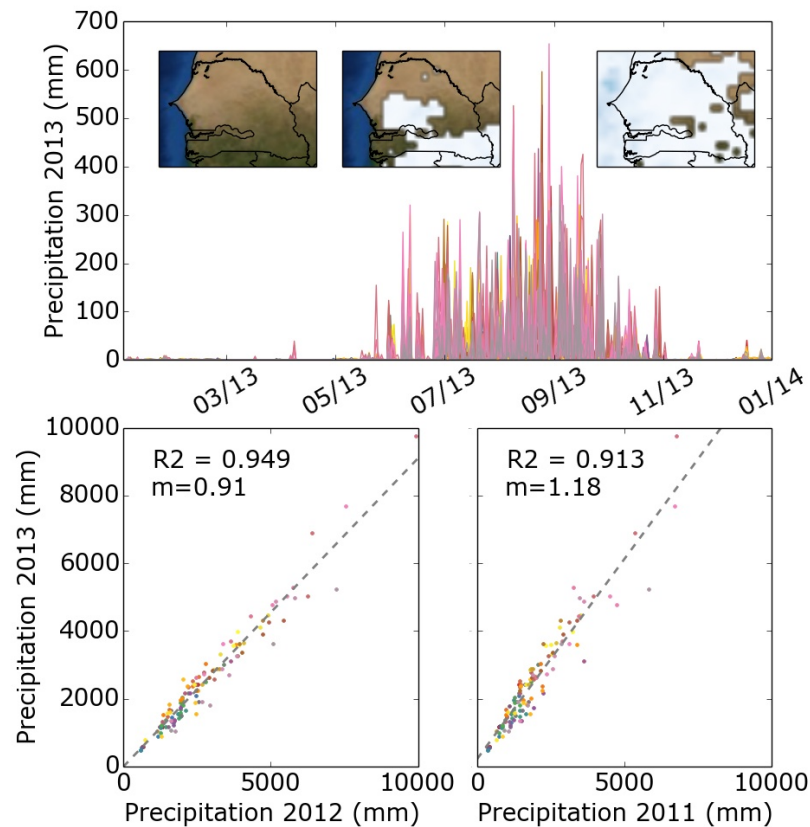 Precipitation 2013 (mm)
700
600
500
400
300
200
100
0
03/13 05/13 07/13 09/13 11/13 01/14
Precipitation 2013 (mm)
10000
8000
6000
4000
2000
0
R2 = 0.949
m=0.91
0 5000 10000
Precipitation 2012 (mm)
R2 = 0.913
m=1.18
0 5000 10000
Precipitation 2011 (mm)